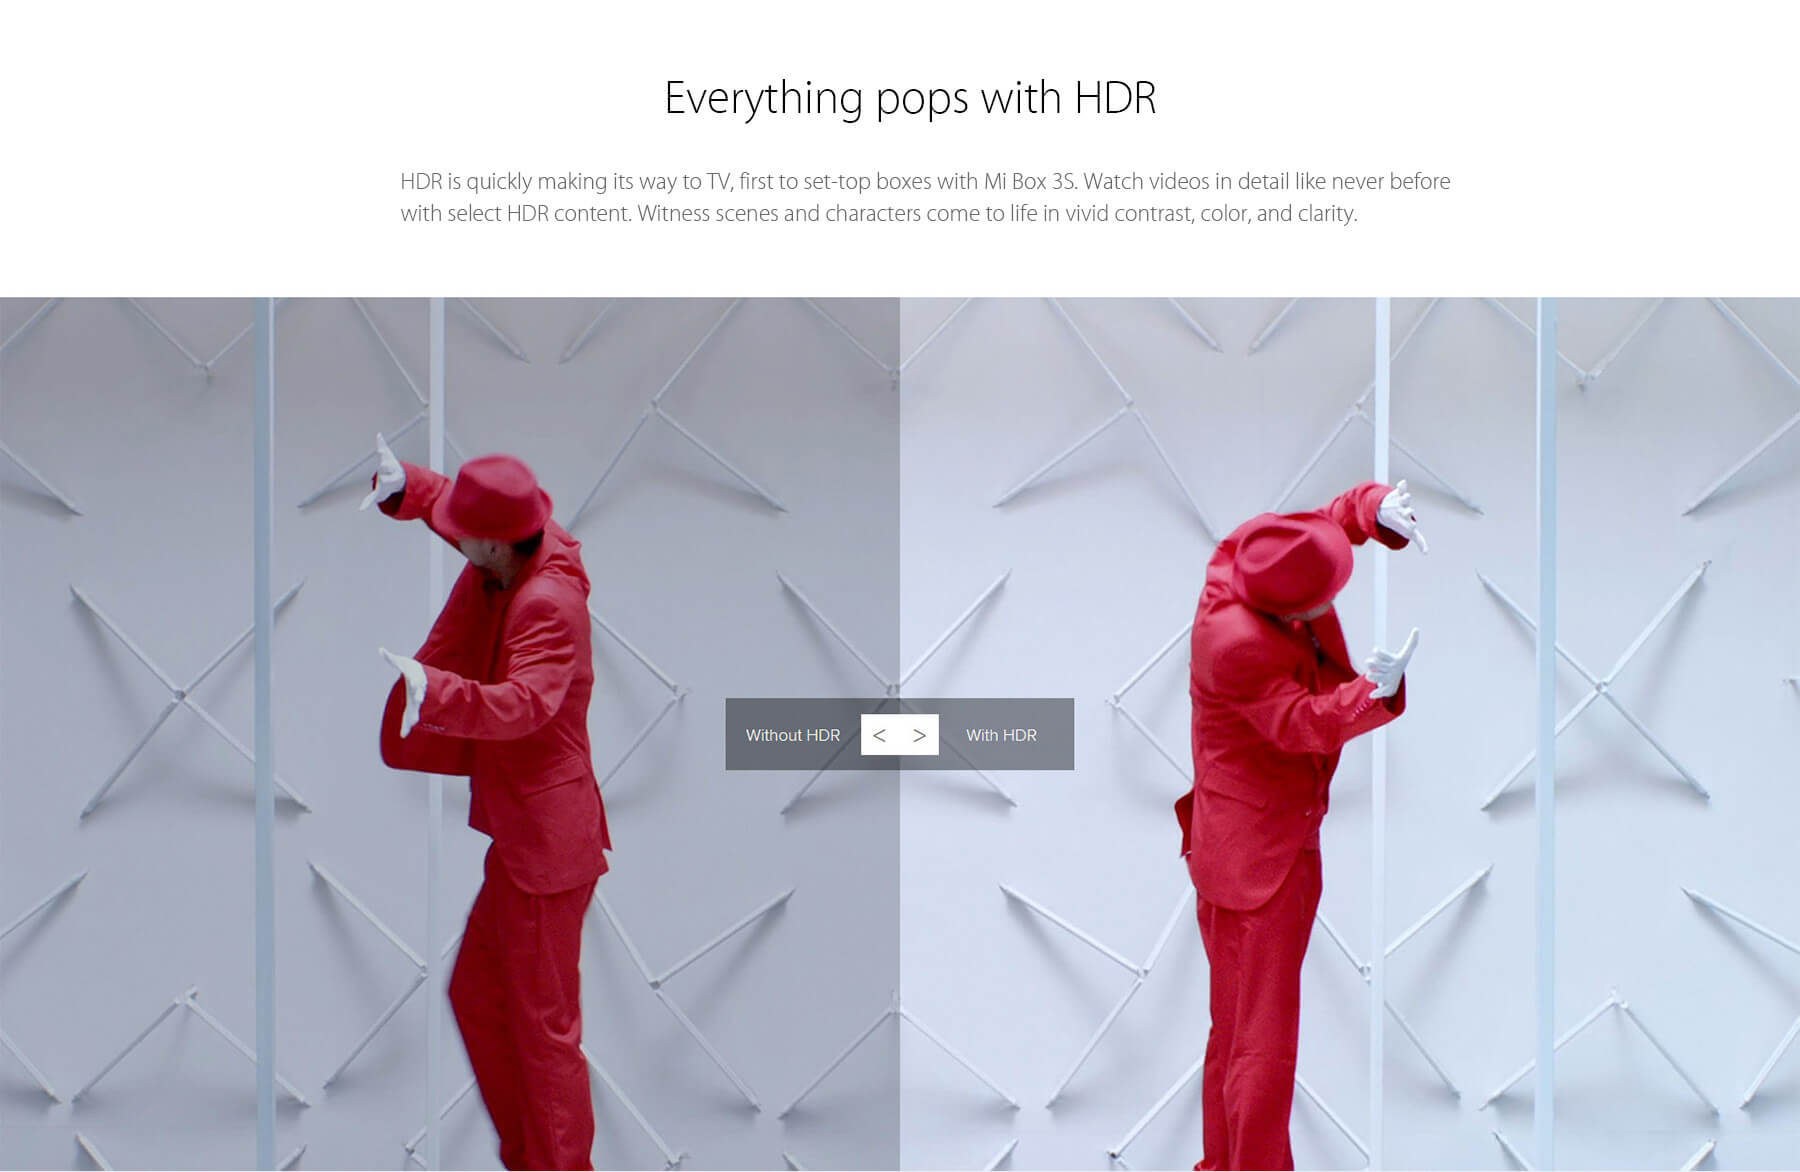 Everything pops with HDR
HDR is quickly making its way to TV, first to set-top boxes with Mi Box 3S. Watch videos in detail like never before
with select HDR content. Witness scenes and characters come to life in vivid contrast, color, and clarity.
Without HDR < > With HDR